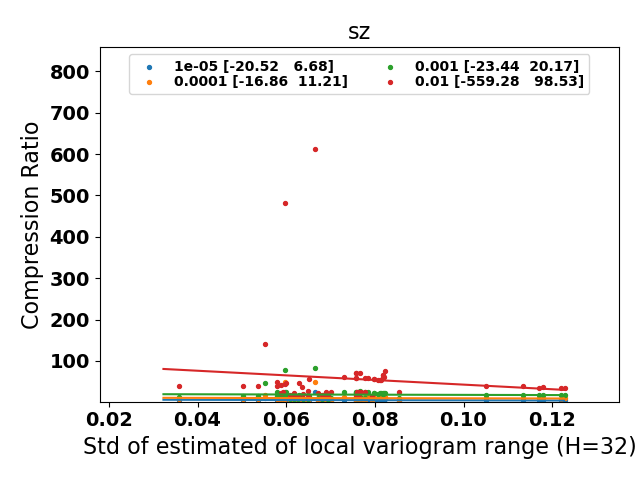 sz
1e-05 [-20.52   6.68]
0.0001 [-16.86  11.21]
0.001 [-23.44  20.17]
0.01 [-559.28   98.53]
Compression Ratio
800
700
600
500
400
300
200
100
0.02 0.04 0.06 0.08 0.10 0.12
Std of estimated of local variogram range (H=32)